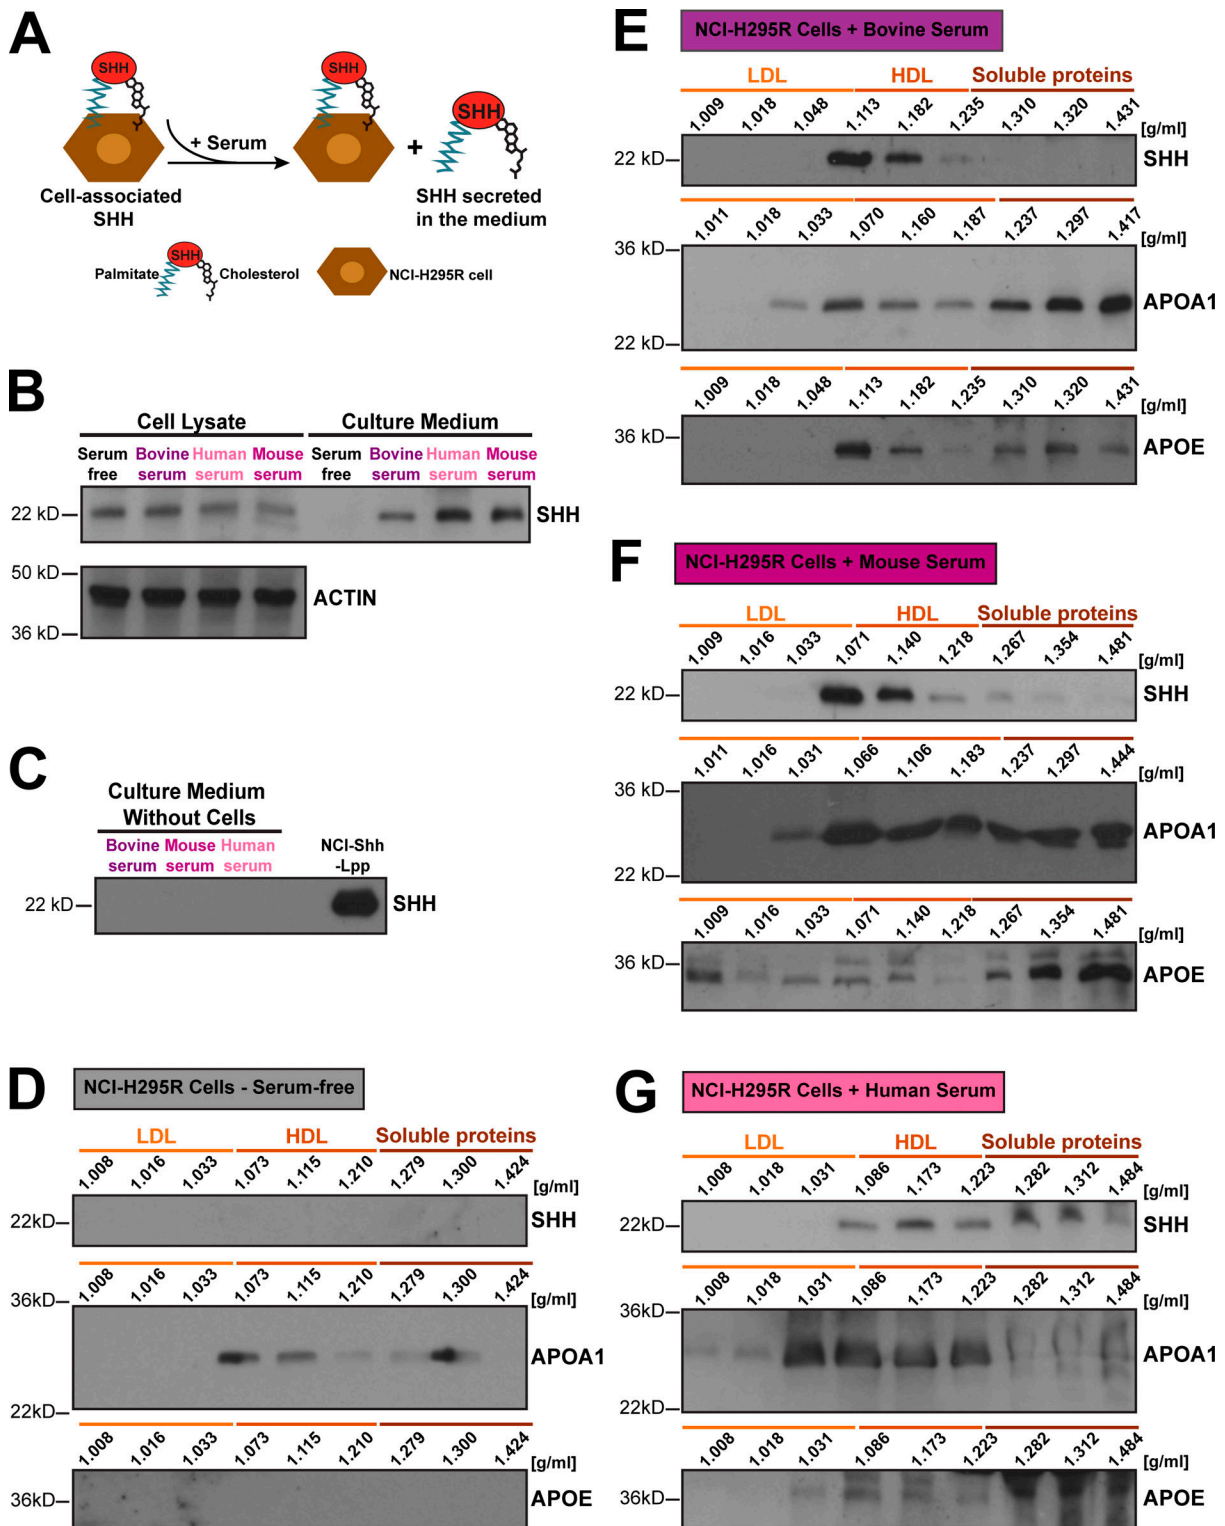 A
SHH
SHH
SHH
+ Serum
+
Cell-associated
SHH
SHH secreted
in the medium
SHH
Palmitate
Cholesterol
NCI-H295R cell
B
Cell Lysate
Culture Medium
Serum free
Bovine serum
Human serum
Mouse serum
Serum free
Bovine serum
Human serum
Mouse serum
22 kD
SHH
50 kD
ACTIN
36 kD
C
Culture Medium
Without Cells
Bovine serum
Mouse serum
Human serum
NCI-Shh
-Lpp
22 kD
SHH
D
NCI-H295R Cells - Serum-free
LDL HDL Soluble proteins
1.008 1.016 1.033 1.073 1.115 1.210 1.279 1.300 1.424 [g/ml]
22kD
SHH
1.008 1.016 1.033 1.073 1.115 1.210 1.279 1.300 1.424 [g/ml]
36kD
APOA1
22kD
1.008 1.016 1.033 1.073 1.115 1.210 1.279 1.300 1.424 [g/ml]
36kD
APOE
E
NCI-H295R Cells + Bovine Serum
LDL HDL Soluble proteins
1.009 1.018 1.048 1.113 1.182 1.235 1.310 1.320 1.431 [g/ml]
22 kD
SHH
1.011 1.018 1.033 1.070 1.160 1.187 1.237 1.297 1.417 [g/ml]
36 kD
APOA1
22 kD
1.009 1.018 1.048 1.113 1.182 1.235 1.310 1.320 1.431 [g/ml]
36 kD
APOE
F
NCI-H295R Cells + Mouse Serum
LDL HDL Soluble proteins
1.009 1.016 1.033 1.071 1.140 1.218 1.267 1.354 1.481 [g/ml]
22 kD
SHH
1.011 1.016 1.031 1.066 1.106 1.183 1.237 1.297 1.444 [g/ml]
36 kD
APOA1
22 kD
1.009 1.016 1.033 1.071 1.140 1.218 1.267 1.354 1.481 [g/ml]
36 kD
APOE
G
NCI-H295R Cells + Human Serum
LDL HDL Soluble proteins
1.008 1.018 1.031 1.086 1.173 1.223 1.282 1.312 1.484 [g/ml]
22kD
SHH
1.008 1.018 1.031 1.086 1.173 1.223 1.282 1.312 1.484 [g/ml]
36kD
APOA1
22kD
1.008 1.018 1.031 1.086 1.173 1.223 1.282 1.312 1.484 [g/ml]
36kD
APOE